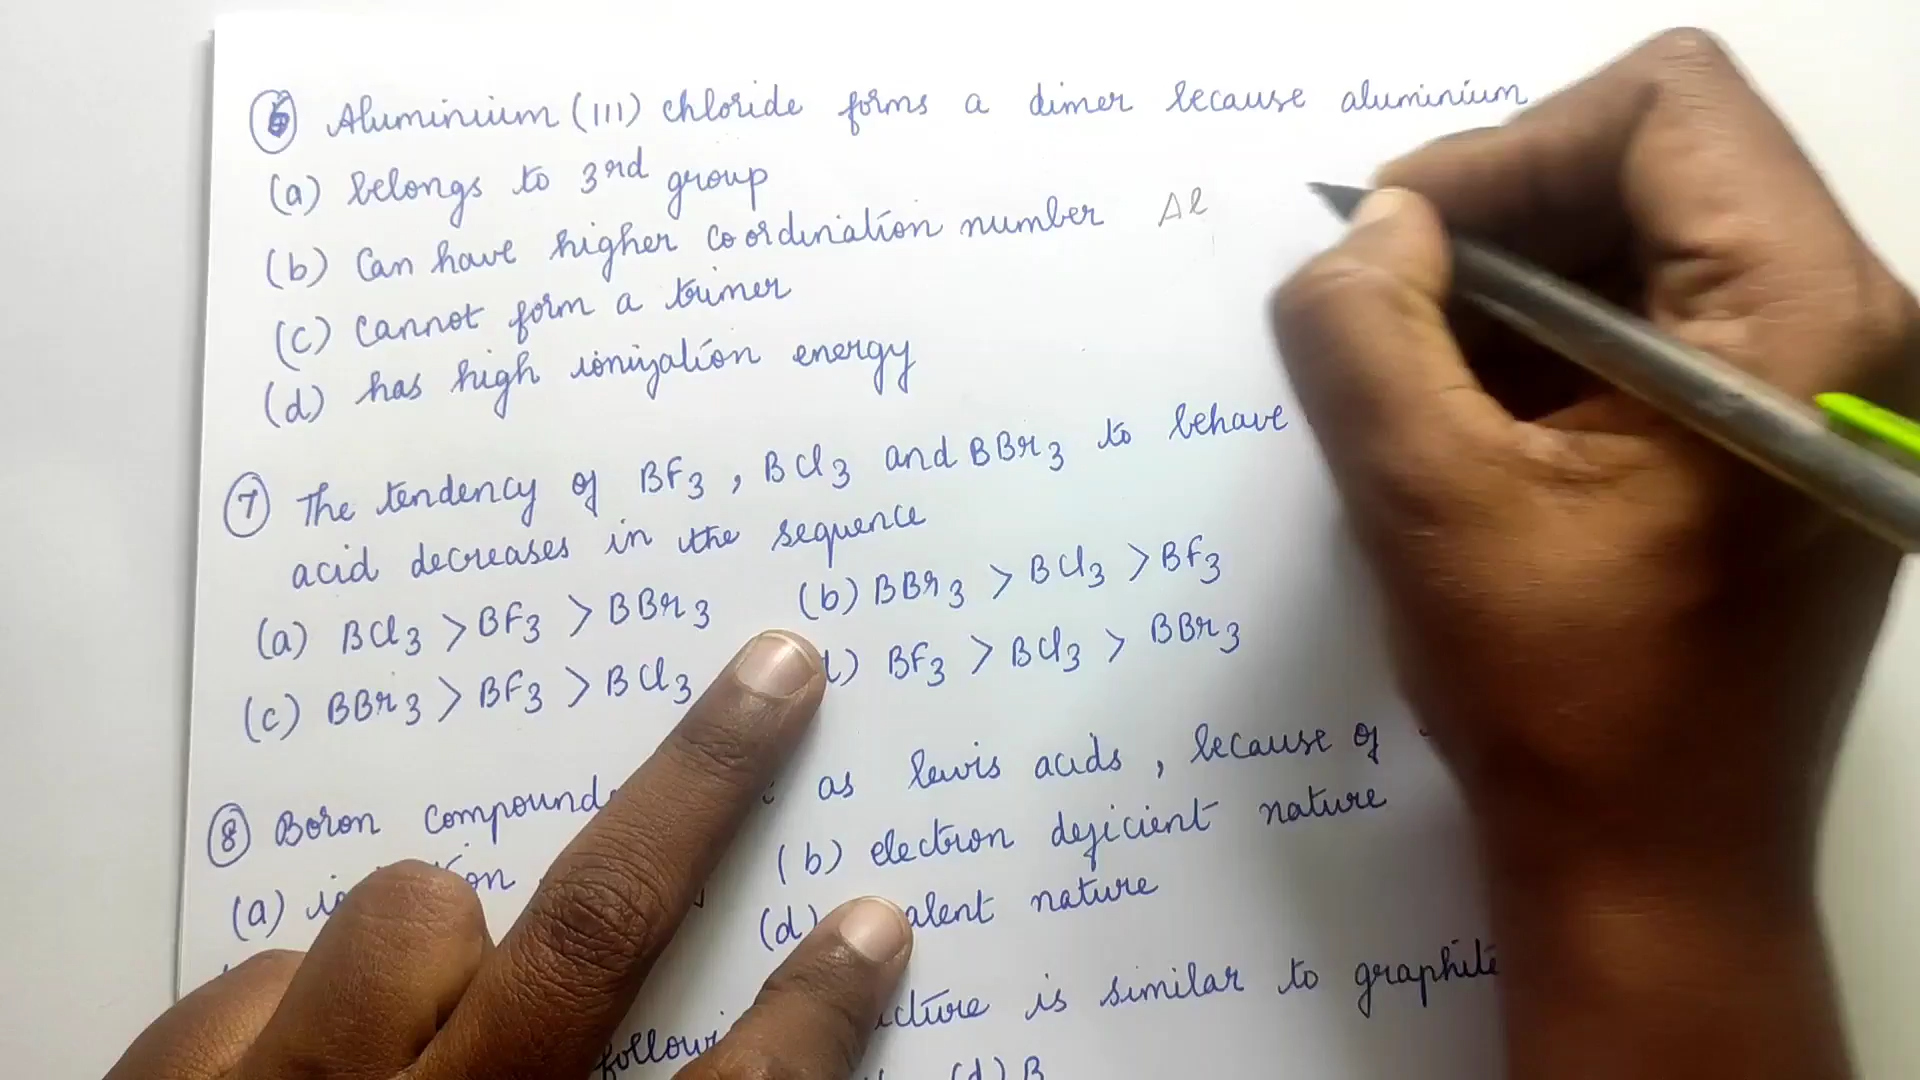 6 Aluminium (III) chloride forms a dimer because aluminium
(a) belongs to 3rd group
(b) Can have higher coordination number Al
(c) Cannot form a trimer
(d) has high ionization energy
7 The tendency of BF3, BCl3 and BBr3 to behave
acid decreases in the sequence
(a) BCl3 > BF3 > BBr3 (b) BBr3 > BCl3 > BF3
(c) BBr3 > BF3 > BCl3 BF3 > BCl3 > BBr3
8 Boron as lewis acids, because of
(a) (b) electron deficient nature
(d) nature
is similar to graphite
(d) B